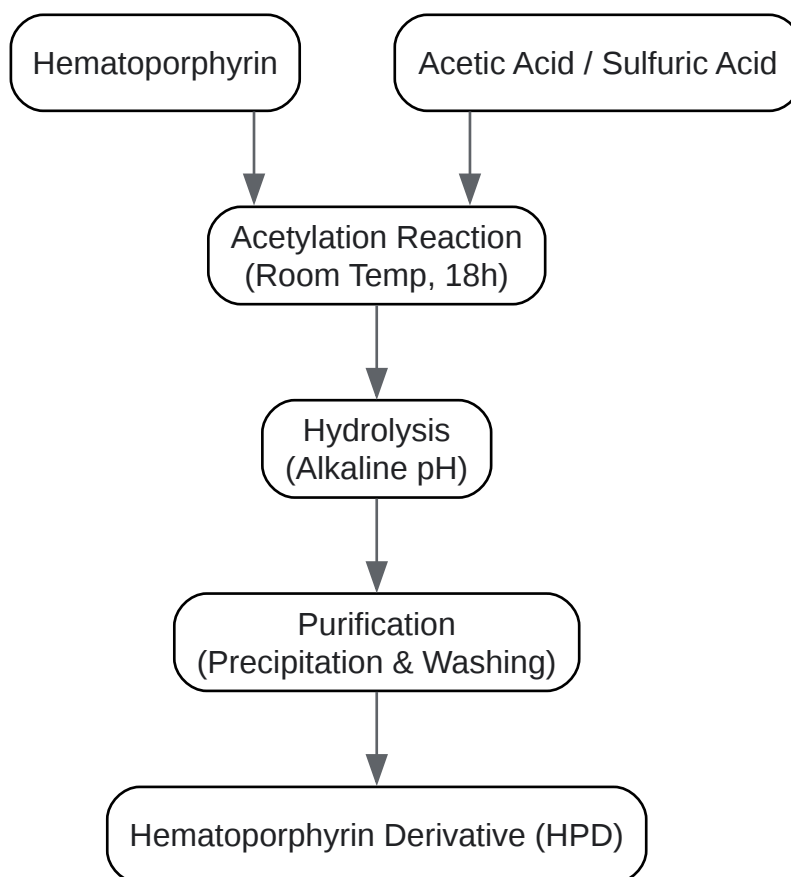 Hematoporphyrin
Acetic Acid / Sulfuric Acid
Acetylation Reaction
(Room Temp, 18h)
Hydrolysis
(Alkaline pH)
Purification
(Precipitation & Washing)
Hematoporphyrin Derivative (HPD)